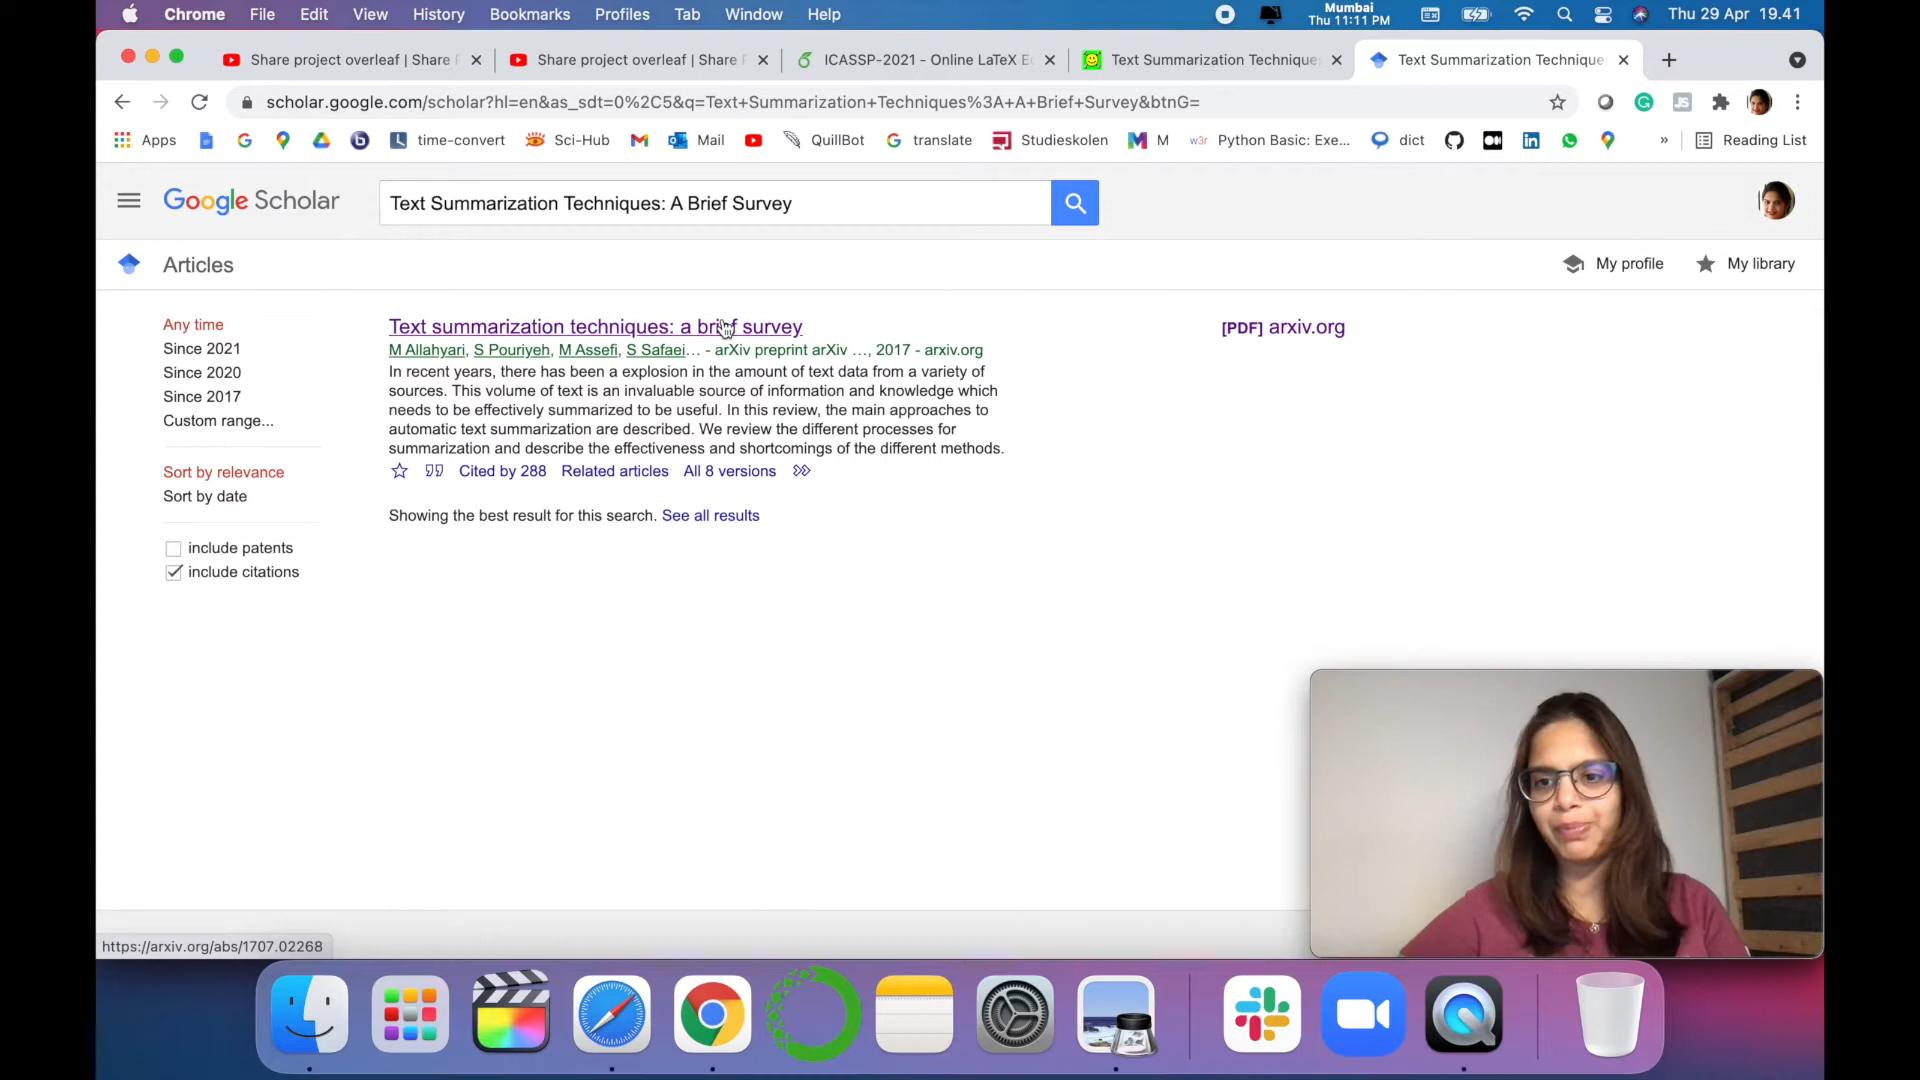 Chrome File Edit View History Bookmarks Profiles Tab Window Help
Mumbai
Thu 11:11 PM
Thu 29 Apr 19.41
Share project overleaf | Share
Share project overleaf | Share
ICASSP-2021 - Online LaTeX E
Text Summarization Technique
Text Summarization Technique
scholar.google.com/scholar?hl=en&as_sdt=0%2C5&q=Text+Summarization+Techniques%3A+A+Brief+Survey&btnG=
Apps time-convert Sci-Hub Mail QuillBot translate Studieskolen M w3r Python Basic: Exe... dict » Reading List
Google Scholar
Text Summarization Techniques: A Brief Survey
Articles
My profile
My library
Any time
Since 2021
Since 2020
Since 2017
Custom range...
Sort by relevance
Sort by date
include patents
include citations
Text summarization techniques: a brief survey
[PDF] arxiv.org
M Allahyari, S Pouriyeh, M Assefi, S Safaei... - arXiv preprint arXiv ..., 2017 - arxiv.org
In recent years, there has been a explosion in the amount of text data from a variety of
sources. This volume of text is an invaluable source of information and knowledge which
needs to be effectively summarized to be useful. In this review, the main approaches to
automatic text summarization are described. We review the different processes for
summarization and describe the effectiveness and shortcomings of the different methods.
Cited by 288 Related articles All 8 versions
Showing the best result for this search. See all results
https://arxiv.org/abs/1707.02268